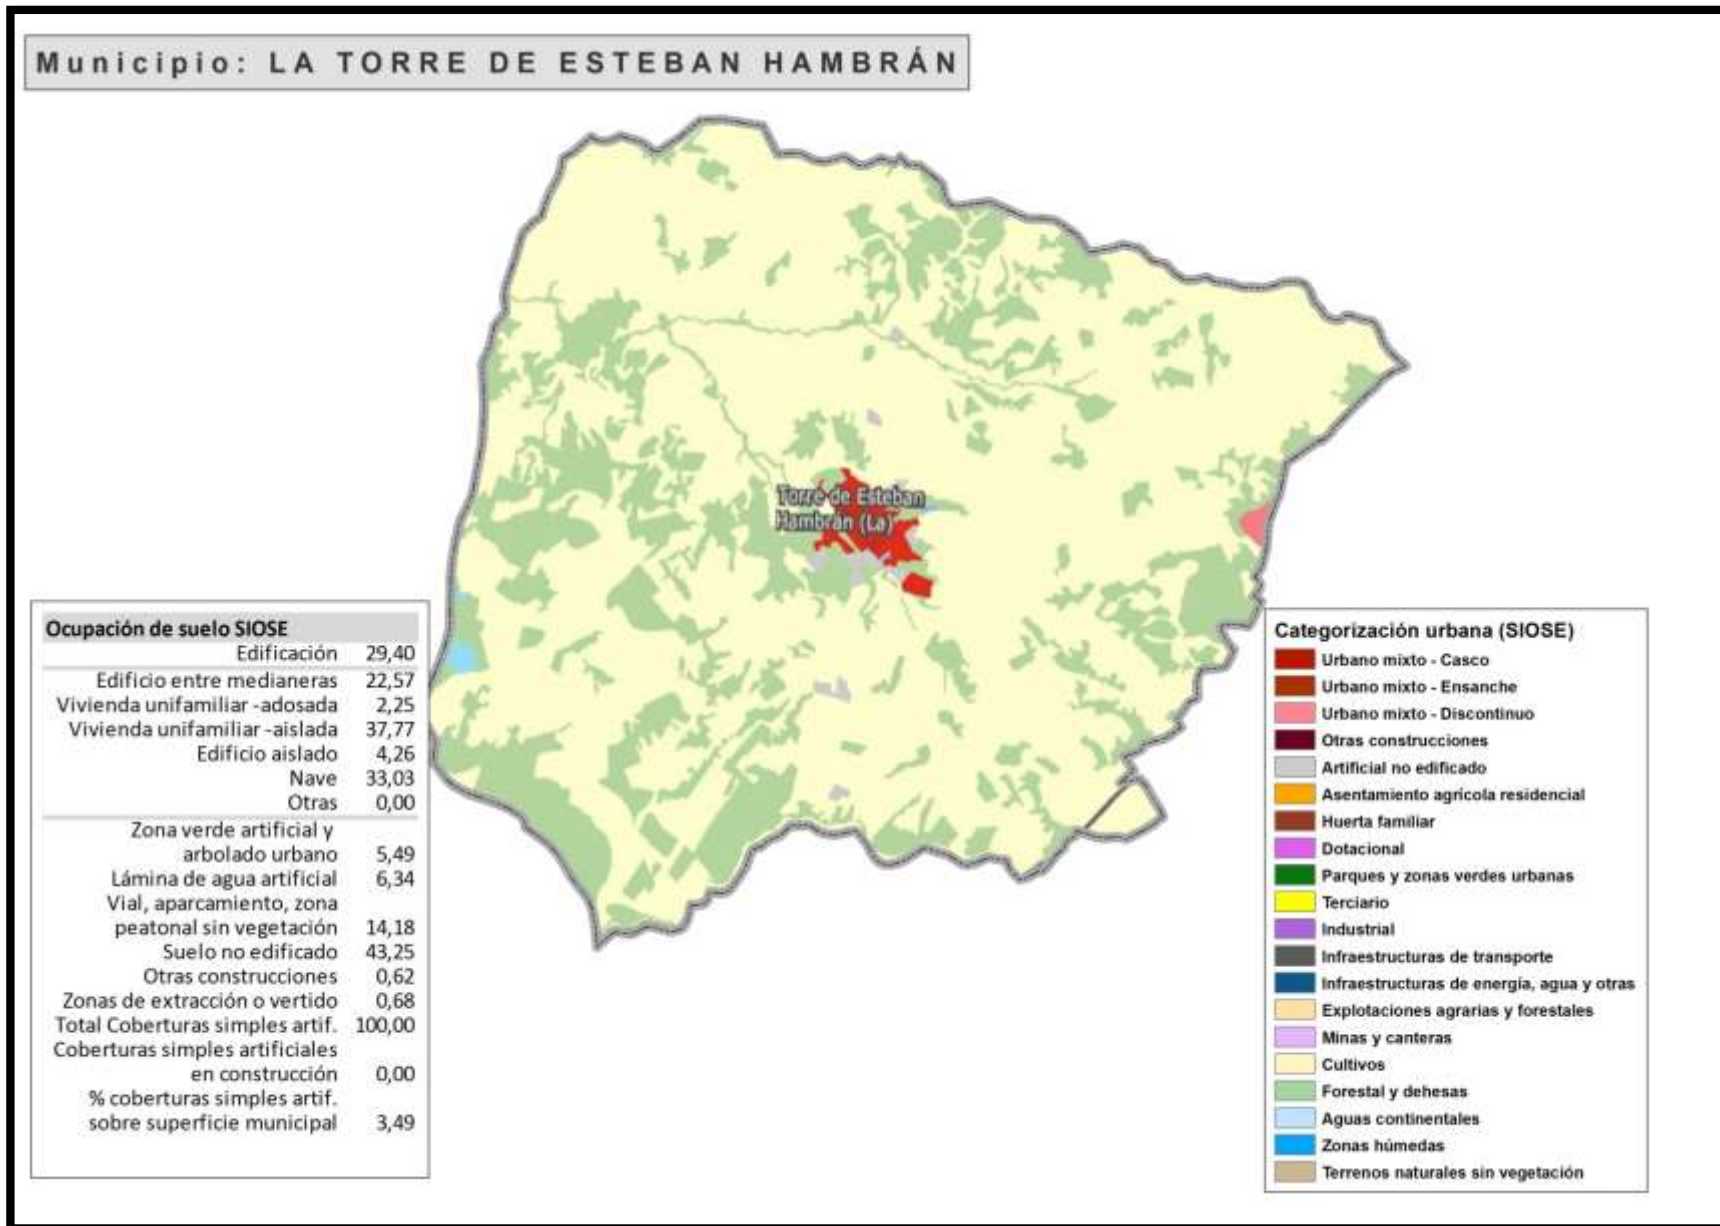 Municipio: LA TORRE DE ESTEBAN HAMBRÁN
Torre de Esteban
Hambrán (La)
Ocupación de suelo SIOSE
Edificación 29,40
Edificio entre medianeras 22,57
Vivienda unifamiliar -adosada 2,25
Vivienda unifamiliar -aislada 37,77
Edificio aislado 4,26
Nave 33,03
Otras 0,00
Zona verde artificial y
arbolado urbano 5,49
Lámina de agua artificial 6,34
Vial, aparcamiento, zona
peatonal sin vegetación 14,18
Suelo no edificado 43,25
Otras construcciones 0,62
Zonas de extracción o vertido 0,68
Total Coberturas simples artif. 100,00
Coberturas simples artificiales
en construcción 0,00
% coberturas simples artif.
sobre superficie municipal 3,49
Categorización urbana (SIOSE)
Urbano mixto - Casco
Urbano mixto - Ensanche
Urbano mixto - Discontinuo
Otras construcciones
Artificial no edificado
Asentamiento agrícola residencial
Huerta familiar
Dotacional
Parques y zonas verdes urbanas
Terciario
Industrial
Infraestructuras de transporte
Infraestructuras de energía, agua y otras
Explotaciones agrarias y forestales
Minas y canteras
Cultivos
Forestal y dehesas
Aguas continentales
Zonas húmedas
Terrenos naturales sin vegetación